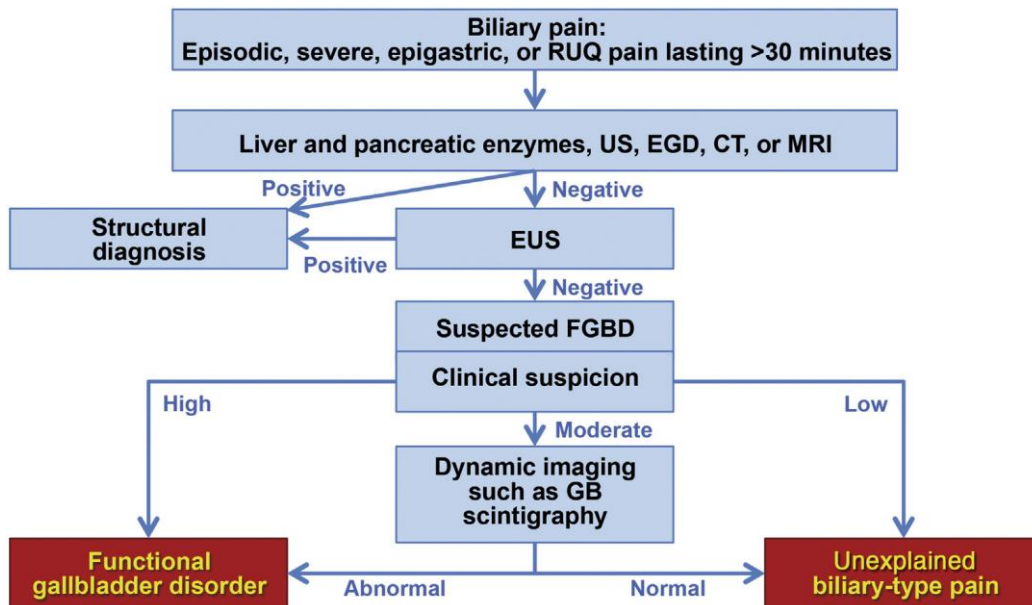 Biliary pain:
Episodic, severe, epigastric, or RUQ pain lasting >30 minutes
Liver and pancreatic enzymes, US, EGD, CT, or MRI
Positive
Negative
Structural
diagnosis
EUS
Positive
Negative
Suspected FGBD
Clinical suspicion
High
Low
Moderate
Dynamic imaging
such as GB
scintigraphy
Functional
gallbladder disorder
Abnormal
Normal
Unexplained
biliary-type pain